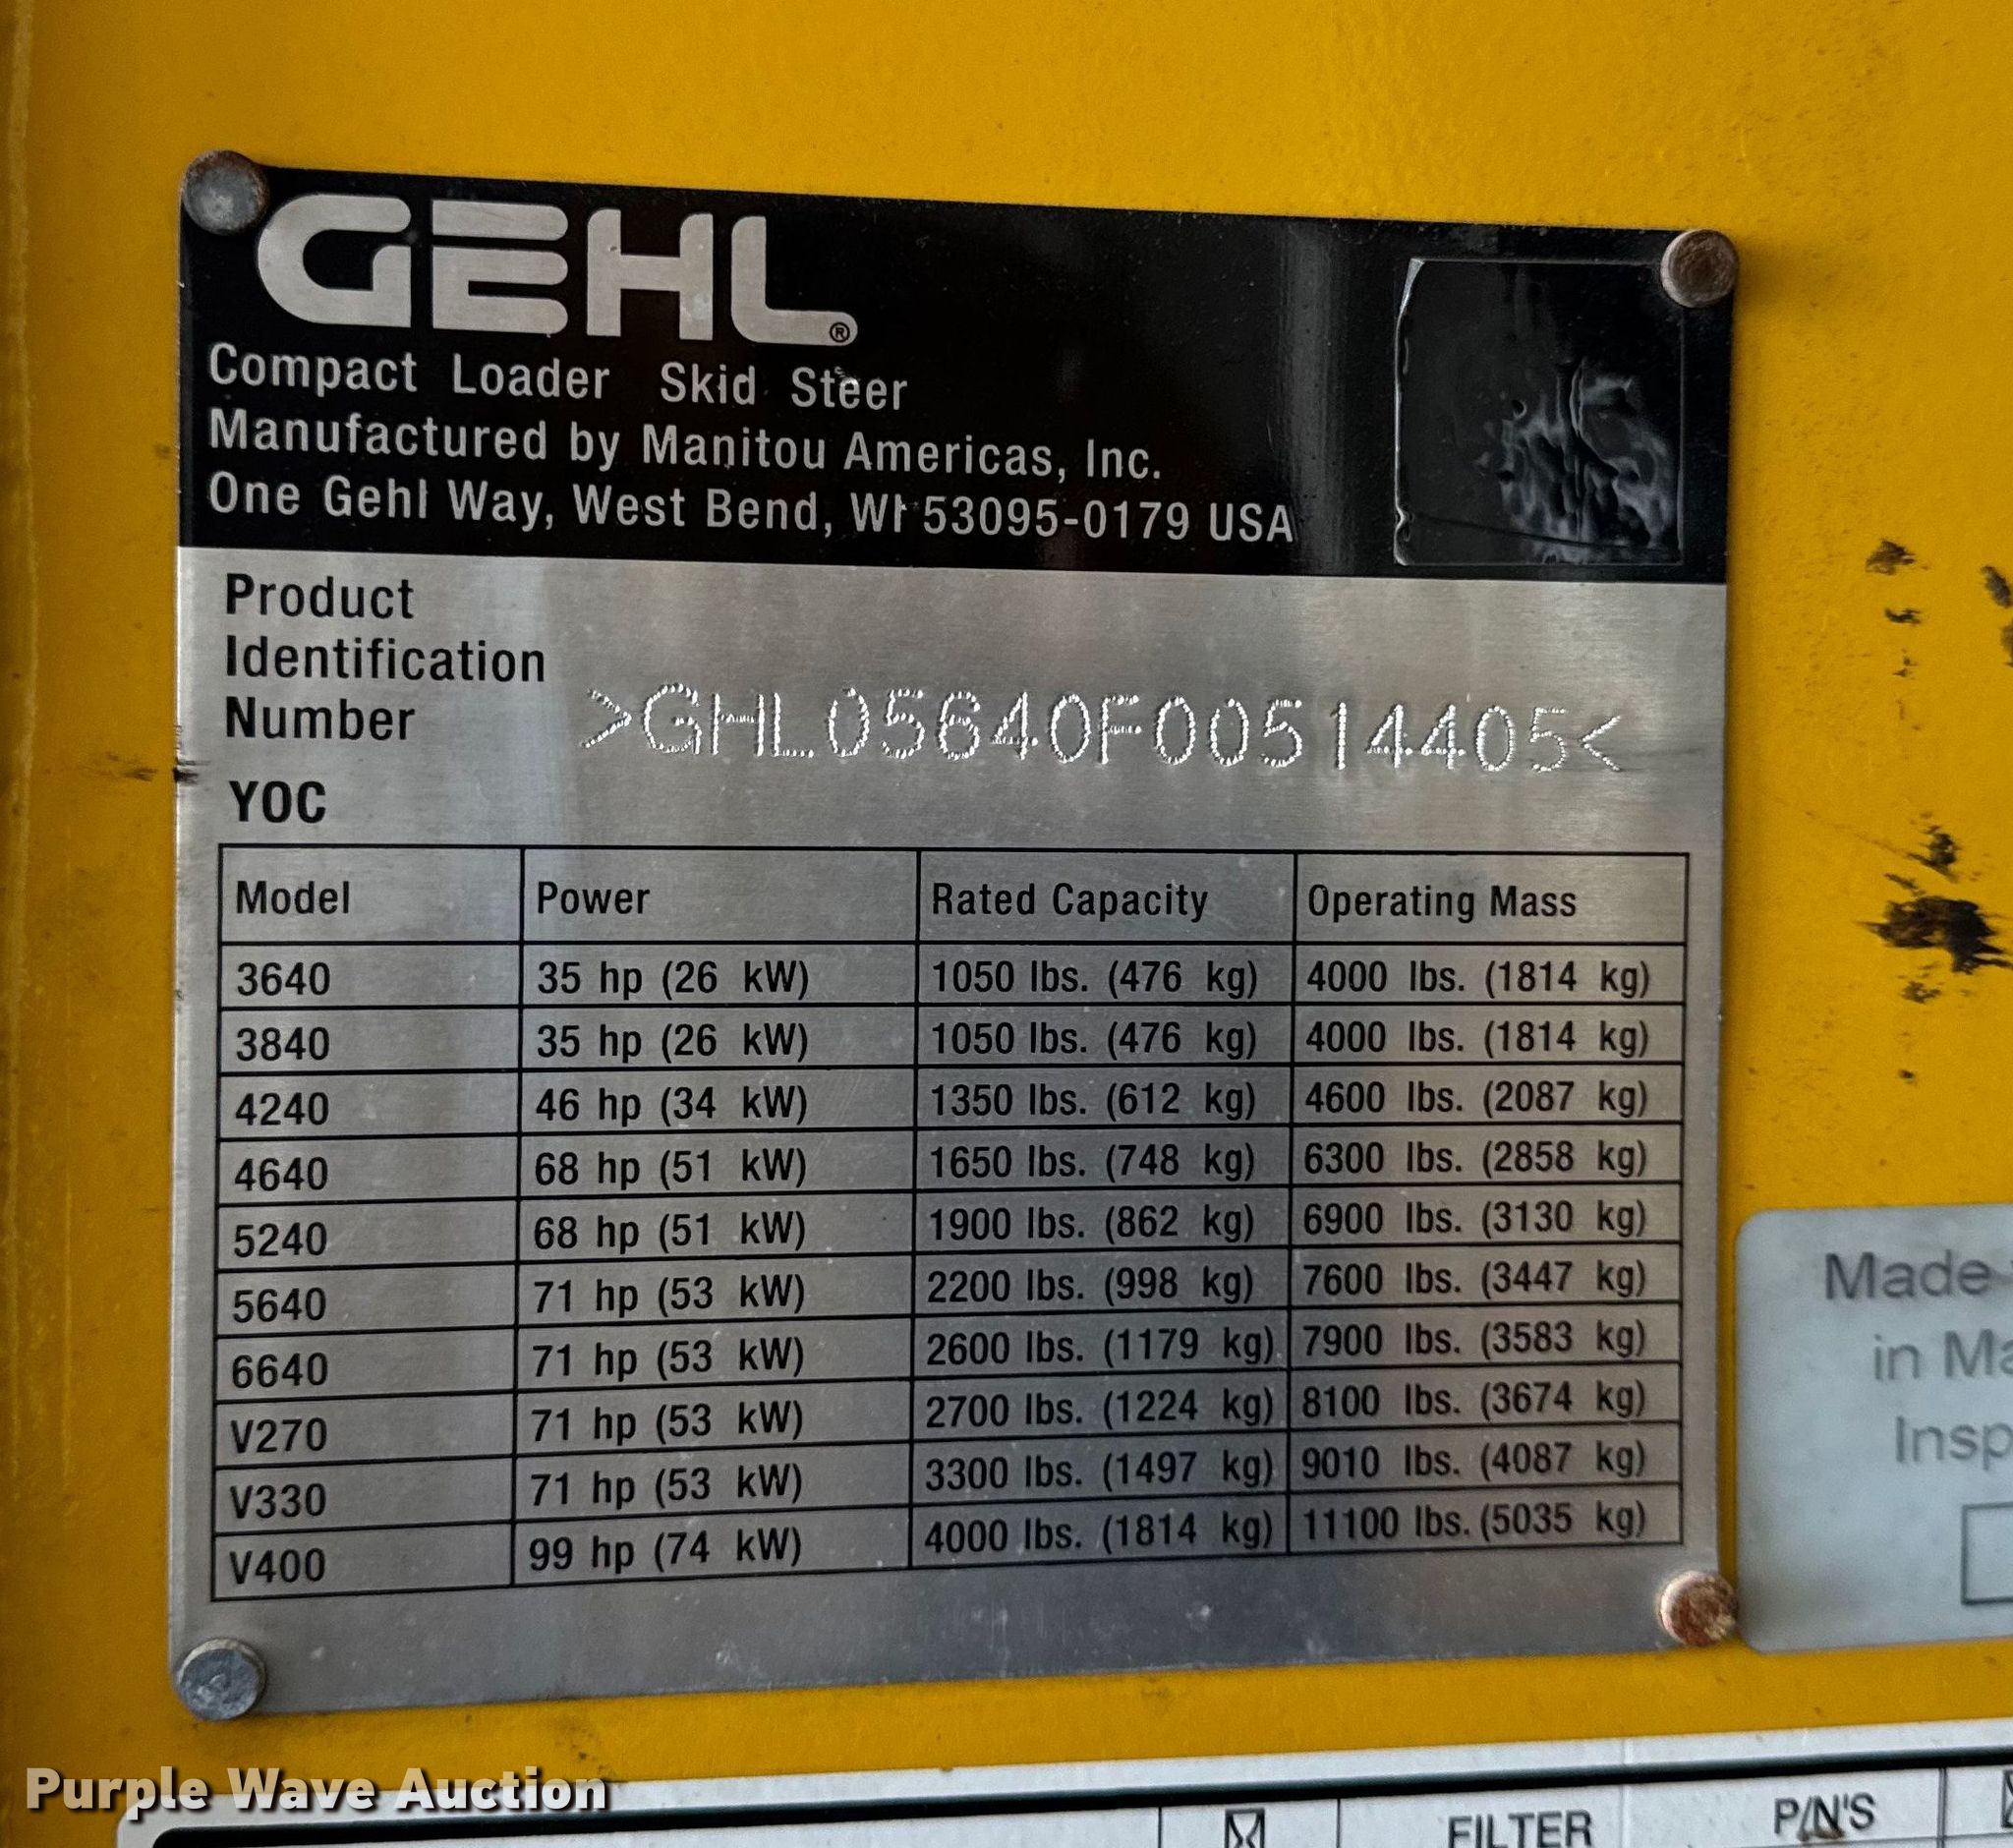 GEHL®
Compact Loader Skid Steer
Manufactured by Manitou Americas, Inc.
One Gehl Way, West Bend, WI 53095-0179 USA
Product
Identification
Number >GHL05640F00514405<
YOC
Model Power Rated Capacity Operating Mass
3640 35 hp (26 kW) 1050 lbs. (476 kg) 4000 lbs. (1814 kg)
3840 35 hp (26 kW) 1050 lbs. (476 kg) 4000 lbs. (1814 kg)
4240 46 hp (34 kW) 1350 lbs. (612 kg) 4600 lbs. (2087 kg)
4640 68 hp (51 kW) 1650 lbs. (748 kg) 6300 lbs. (2858 kg)
5240 68 hp (51 kW) 1900 lbs. (862 kg) 6900 lbs. (3130 kg)
5640 71 hp (53 kW) 2200 lbs. (998 kg) 7600 lbs. (3447 kg)
6640 71 hp (53 kW) 2600 lbs. (1179 kg) 7900 lbs. (3583 kg)
V270 71 hp (53 kW) 2700 lbs. (1224 kg) 8100 lbs. (3674 kg)
V330 71 hp (53 kW) 3300 lbs. (1497 kg) 9010 lbs. (4087 kg)
V400 99 hp (74 kW) 4000 lbs. (1814 kg) 11100 lbs. (5035 kg)
Made
in
Purple Wave Auction
FILTER P/N'S